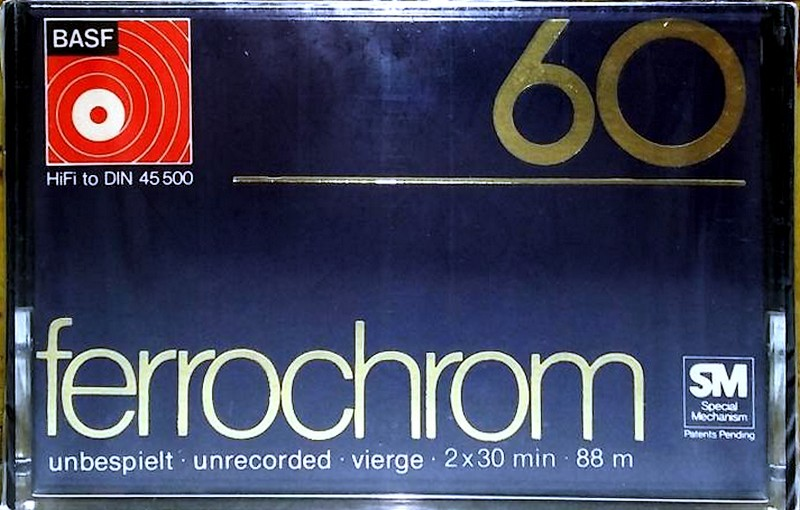 BASF
60
HiFi to DIN 45 500
ferrochrom
SM
Special
Mechanism
Patents Pending
unbespielt · unrecorded · vierge · 2x30 min · 88 m